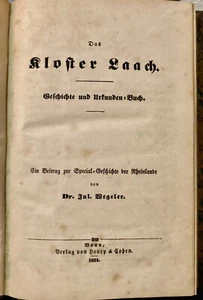 Das
Kloster Laach.
Geschichte und Urkunden-Buch.
Ein Beitrag zur Special-Geschichte der Rheinlande
von
Dr. Jul. Wegeler.
Bonn,
Verlag von Henry & Cohen.
1854.